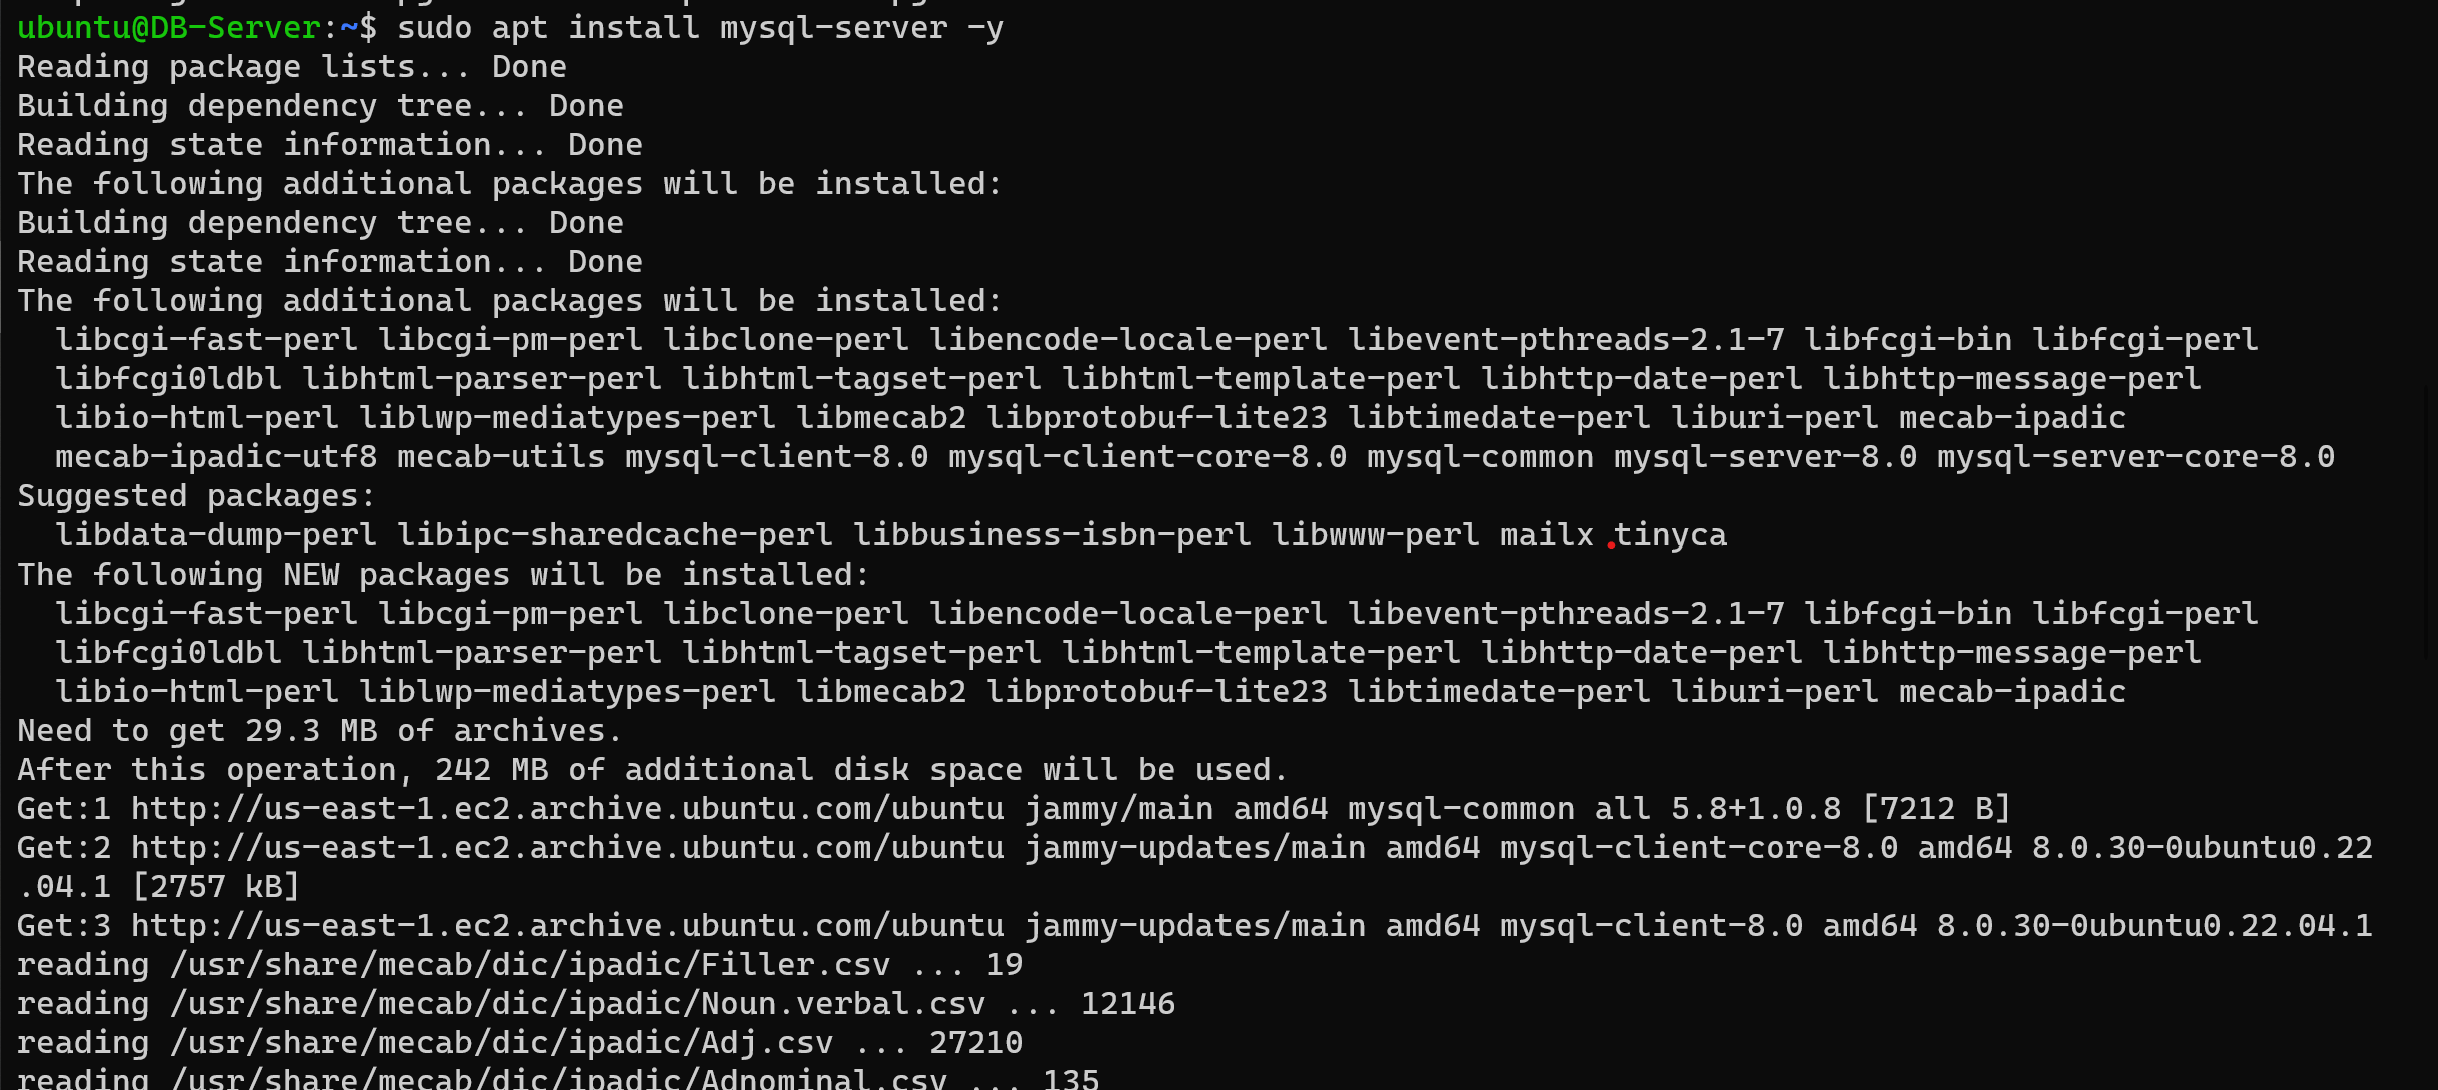 ubuntu@DB-Server:~$ sudo apt install mysql-server -y
Reading package lists... Done
Building dependency tree... Done
Reading state information... Done
The following additional packages will be installed:
Building dependency tree... Done
Reading state information... Done
The following additional packages will be installed:
  libcgi-fast-perl libcgi-pm-perl libclone-perl libencode-locale-perl libevent-pthreads-2.1-7 libfcgi-bin libfcgi-perl
  libfcgi0ldbl libhtml-parser-perl libhtml-tagset-perl libhtml-template-perl libhttp-date-perl libhttp-message-perl
  libio-html-perl liblwp-mediatypes-perl libmecab2 libprotobuf-lite23 libtimedate-perl liburi-perl mecab-ipadic
  mecab-ipadic-utf8 mecab-utils mysql-client-8.0 mysql-client-core-8.0 mysql-common mysql-server-8.0 mysql-server-core-8.0
Suggested packages:
  libdata-dump-perl libipc-sharedcache-perl libbusiness-isbn-perl libwww-perl mailx tinyca
The following NEW packages will be installed:
  libcgi-fast-perl libcgi-pm-perl libclone-perl libencode-locale-perl libevent-pthreads-2.1-7 libfcgi-bin libfcgi-perl
  libfcgi0ldbl libhtml-parser-perl libhtml-tagset-perl libhtml-template-perl libhttp-date-perl libhttp-message-perl
  libio-html-perl liblwp-mediatypes-perl libmecab2 libprotobuf-lite23 libtimedate-perl liburi-perl mecab-ipadic
Need to get 29.3 MB of archives.
After this operation, 242 MB of additional disk space will be used.
Get:1 http://us-east-1.ec2.archive.ubuntu.com/ubuntu jammy/main amd64 mysql-common all 5.8+1.0.8 [7212 B]
Get:2 http://us-east-1.ec2.archive.ubuntu.com/ubuntu jammy-updates/main amd64 mysql-client-core-8.0 amd64 8.0.30-0ubuntu0.22
.04.1 [2757 kB]
Get:3 http://us-east-1.ec2.archive.ubuntu.com/ubuntu jammy-updates/main amd64 mysql-client-8.0 amd64 8.0.30-0ubuntu0.22.04.1
reading /usr/share/mecab/dic/ipadic/Filler.csv ... 19
reading /usr/share/mecab/dic/ipadic/Noun.verbal.csv ... 12146
reading /usr/share/mecab/dic/ipadic/Adj.csv ... 27210
reading /usr/share/mecab/dic/ipadic/Adnominal.csv ... 135